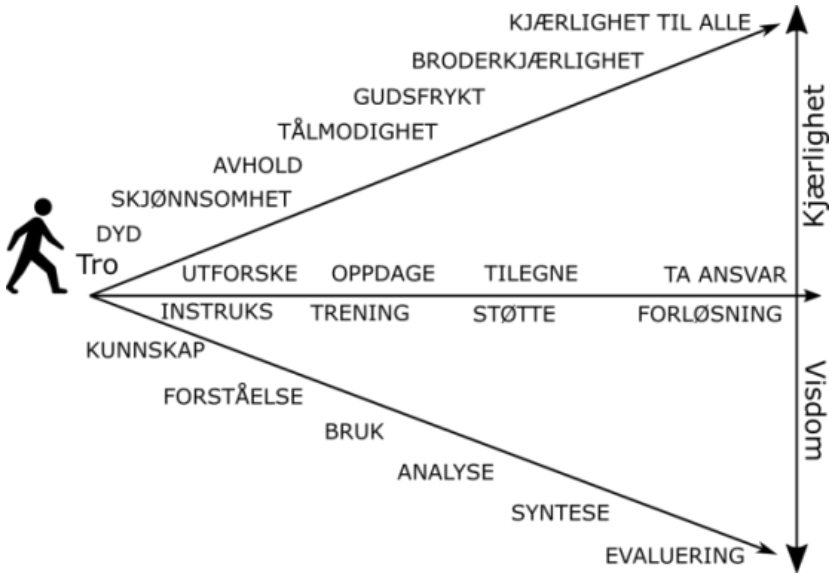 KJÆRLIGHET TIL ALLE
BRODERKJÆRLIGHET
GUDSFRYKT
TÅLMODIGHET
AVHOLD
SKJØNNSOMHET
DYD
Tro
UTFORSKE OPPDAGE TILEGNE TA ANSVAR
INSTRUKS TRENING STØTTE FORLØSNING
KUNNSKAP
FORSTÅELSE
BRUK
ANALYSE
SYNTESE
EVALUERING
Kjærlighet
Visdom